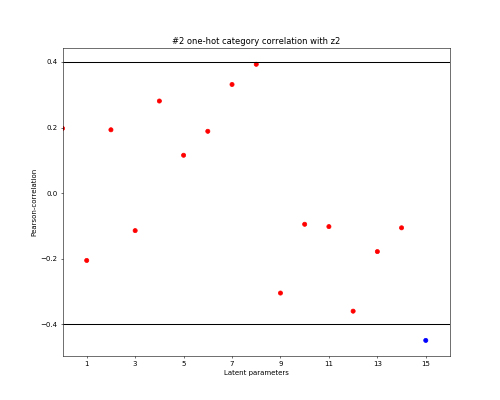 #2 one-hot category correlation with z2
0.4
0.2
0.0
−0.2
−0.4
Pearson-correlation
1 3 5 7 9 11 13 15
Latent parameters